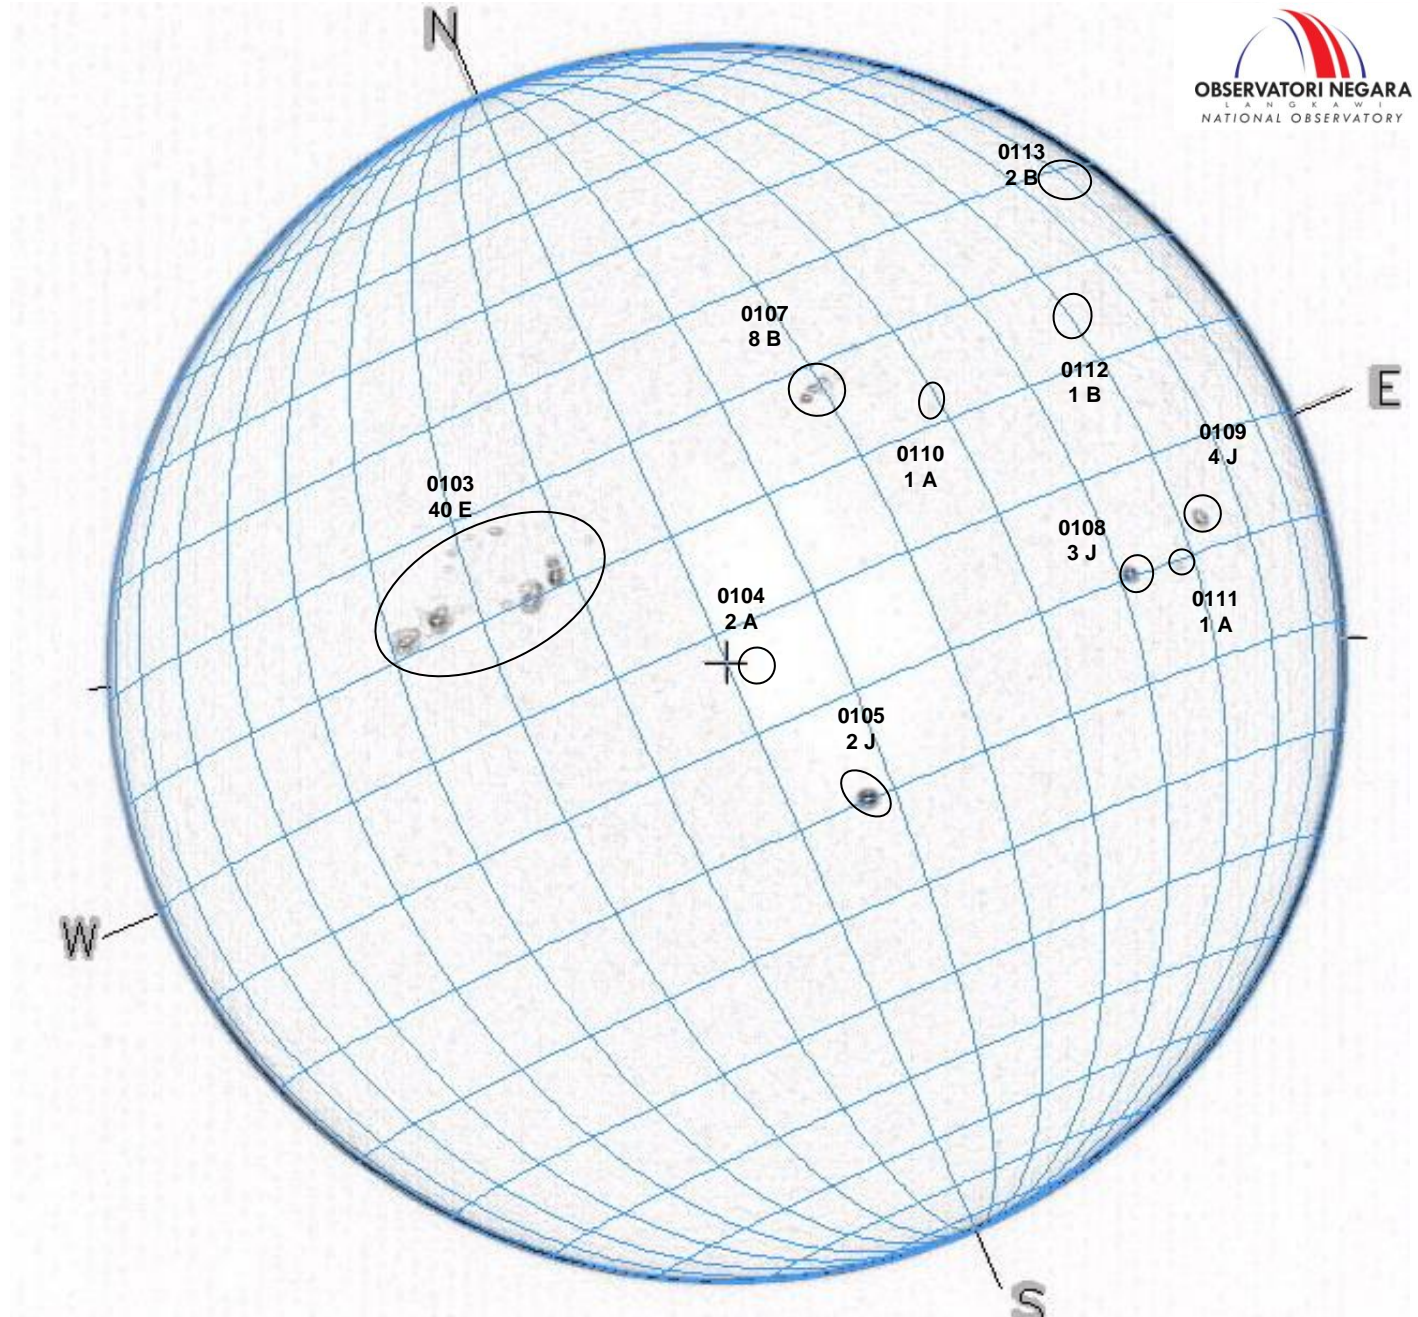 N
OBSERVATORI NEGARA
LANGKAWI
NATIONAL OBSERVATORY
0113
2 B
0107
8 B
0112
1 B
E
0110
1 A
0109
4 J
0103
40 E
0108
3 J
0104
2 A
0111
1 A
0105
2 J
W
S